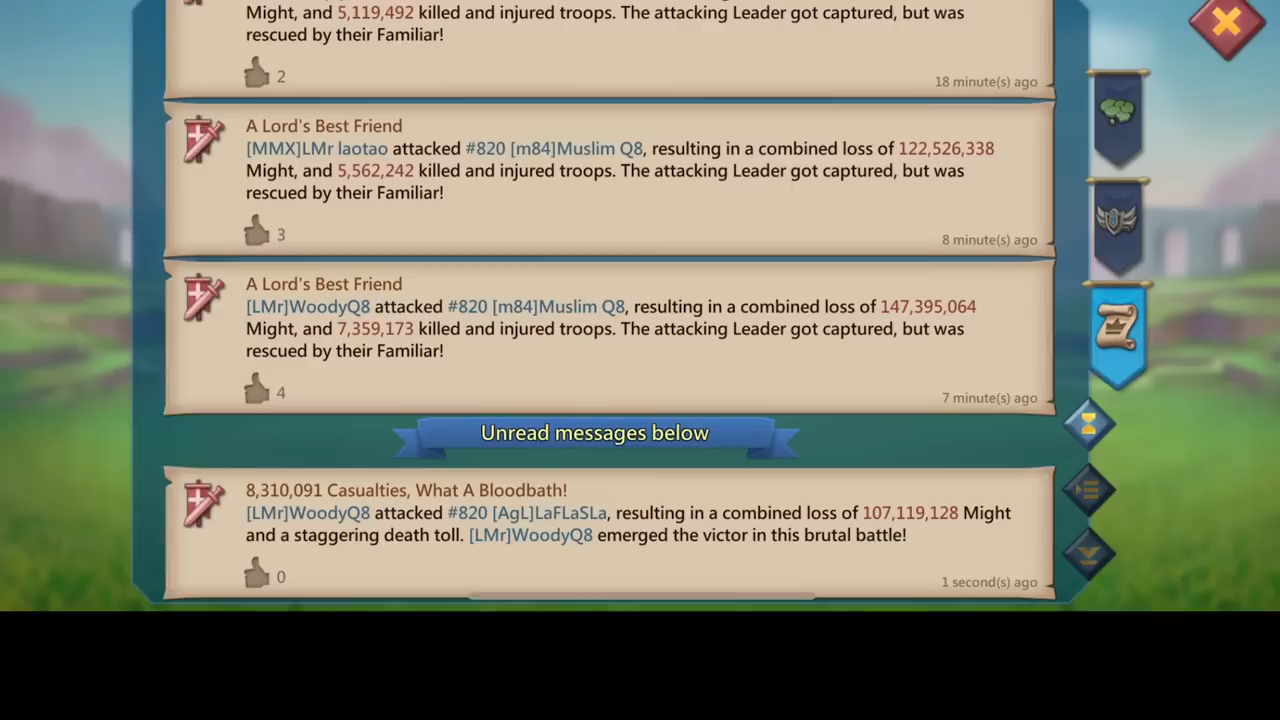 Might, and 5,119,492 killed and injured troops. The attacking Leader got captured, but was
rescued by their Familiar!
2
18 minute(s) ago
A Lord's Best Friend
[MMX]LMr laotao attacked #820 [m84]Muslim Q8, resulting in a combined loss of 122,526,338
Might, and 5,562,242 killed and injured troops. The attacking Leader got captured, but was
rescued by their Familiar!
3
8 minute(s) ago
A Lord's Best Friend
[LMr]WoodyQ8 attacked #820 [m84]Muslim Q8, resulting in a combined loss of 147,395,064
Might, and 7,359,173 killed and injured troops. The attacking Leader got captured, but was
rescued by their Familiar!
4
7 minute(s) ago
Unread messages below
8,310,091 Casualties, What A Bloodbath!
[LMr]WoodyQ8 attacked #820 [AgL]LaFLaSLa, resulting in a combined loss of 107,119,128 Might
and a staggering death toll. [LMr]WoodyQ8 emerged the victor in this brutal battle!
0
1 second(s) ago